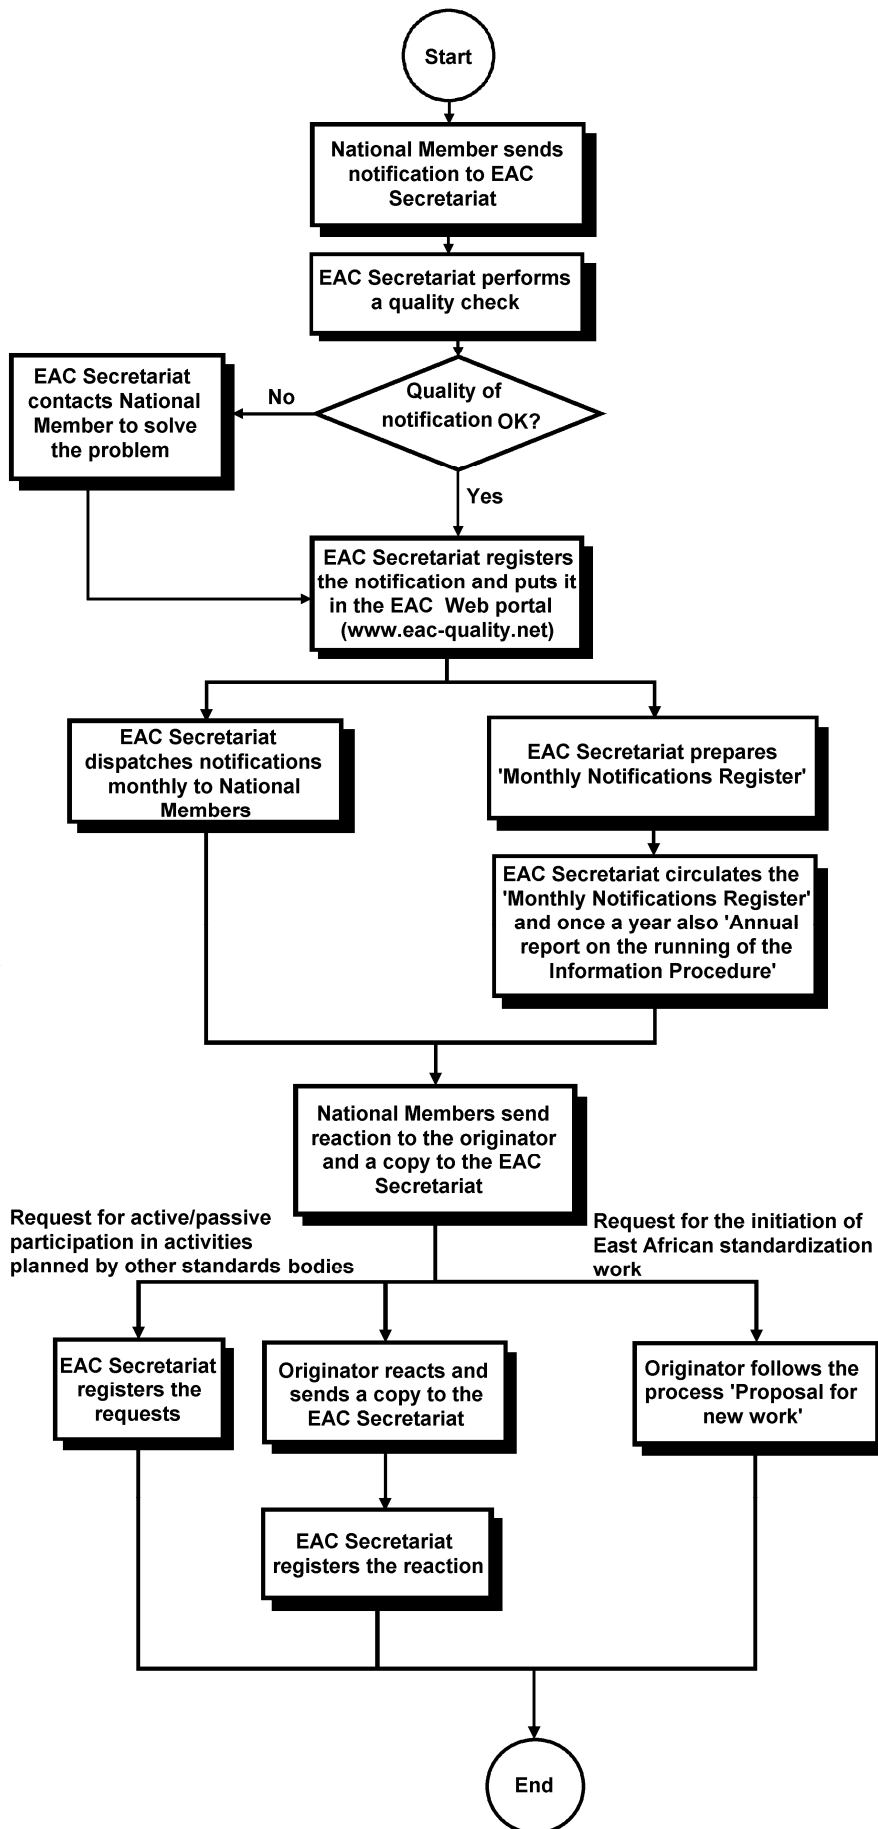 Start
National Member sends
notification to EAC
Secretariat
EAC Secretariat performs
a quality check
Quality of
notification OK?
No
EAC Secretariat
contacts National
Member to solve
the problem
Yes
EAC Secretariat registers
the notification and puts it
in the EAC Web portal
(www.eac-quality.net)
EAC Secretariat
dispatches notifications
monthly to National
Members
EAC Secretariat prepares
'Monthly Notifications Register'
EAC Secretariat circulates the
'Monthly Notifications Register'
and once a year also 'Annual
report on the running of the
Information Procedure'
National Members send
reaction to the originator
and a copy to the EAC
Secretariat
Request for active/passive
participation in activities
planned by other standards bodies
Request for the initiation of
East African standardization
work
EAC Secretariat
registers the
requests
Originator reacts and
sends a copy to the
EAC Secretariat
Originator follows the
process 'Proposal for
new work'
EAC Secretariat
registers the reaction
End